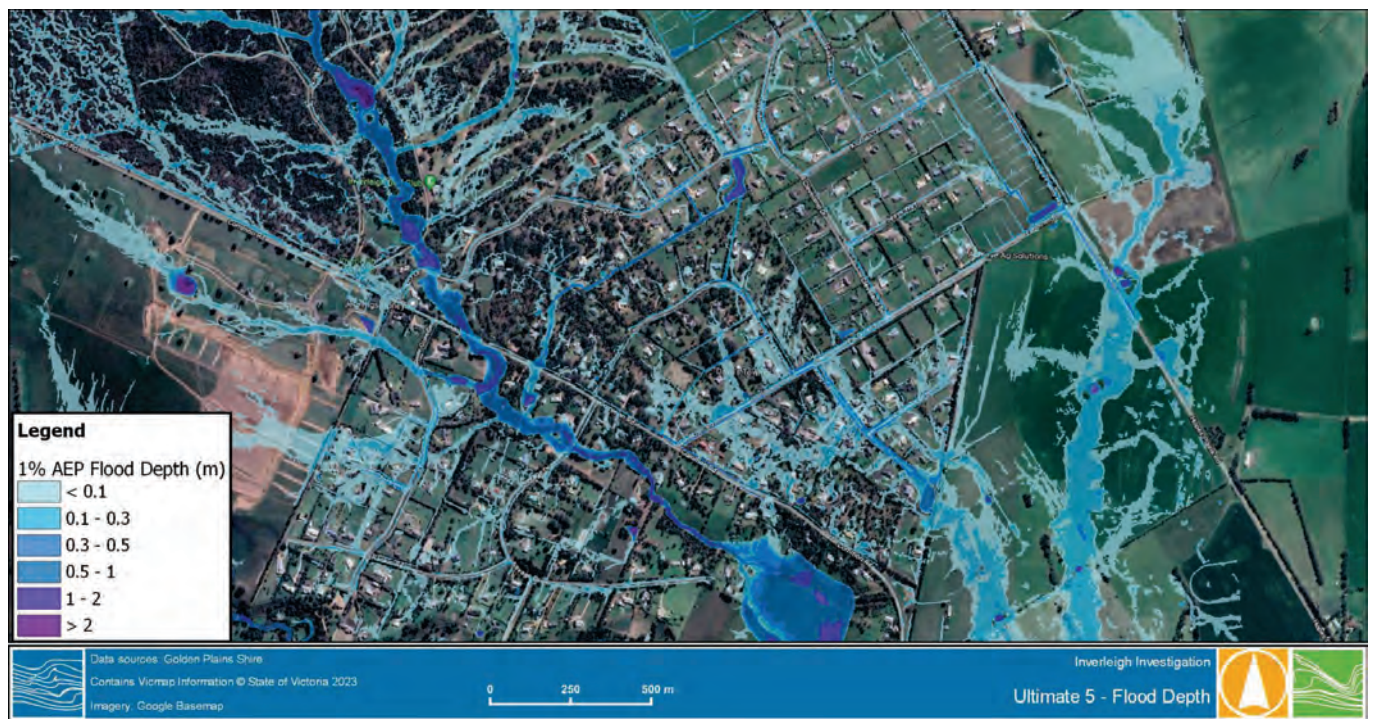 Ag Solutions
Legend
1% AEP Flood Depth (m)
< 0.1
0.1 - 0.3
0.3 - 0.5
0.5 - 1
1 - 2
> 2
Data sources: Golden Plains Shire
Contains Vicmap Information © State of Victoria 2023
Imagery: Google Basemap
0 250 500 m
Inverleigh Investigation
Ultimate 5 - Flood Depth